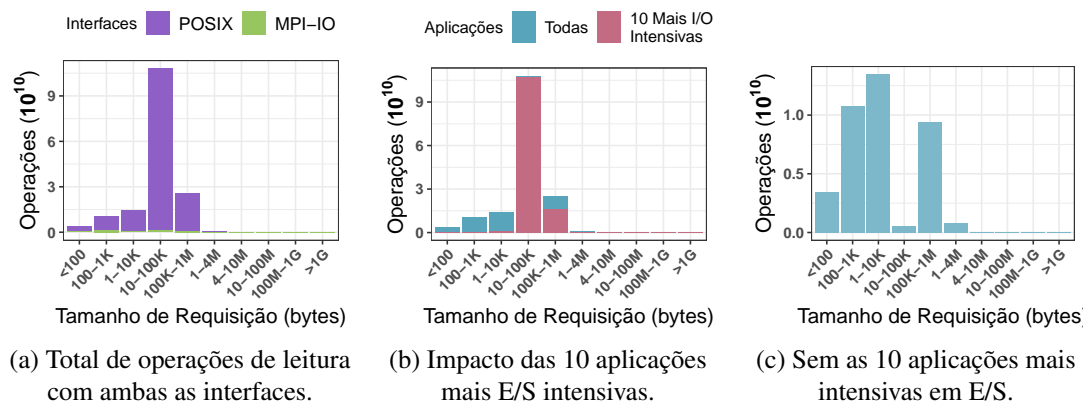 Interfaces POSIX MPI−IO
Operações (10^10)
9
6
3
0
<100
100−1K
1−10K
10−100K
100K−1M
1−4M
4−10M
10−100M
100M−1G
>1G
Tamanho de Requisição (bytes)
(a) Total de operações de leitura
com ambas as interfaces.
Aplicações Todas 10 Mais I/O
Intensivas
Operações (10^10)
9
6
3
0
<100
100−1K
1−10K
10−100K
100K−1M
1−4M
4−10M
10−100M
100M−1G
>1G
Tamanho de Requisição (bytes)
(b) Impacto das 10 aplicações
mais E/S intensivas.
Operações (10^10)
1.0
0.5
0.0
<100
100−1K
1−10K
10−100K
100K−1M
1−4M
4−10M
10−100M
100M−1G
>1G
Tamanho de Requisição (bytes)
(c) Sem as 10 aplicações mais
intensivas em E/S.